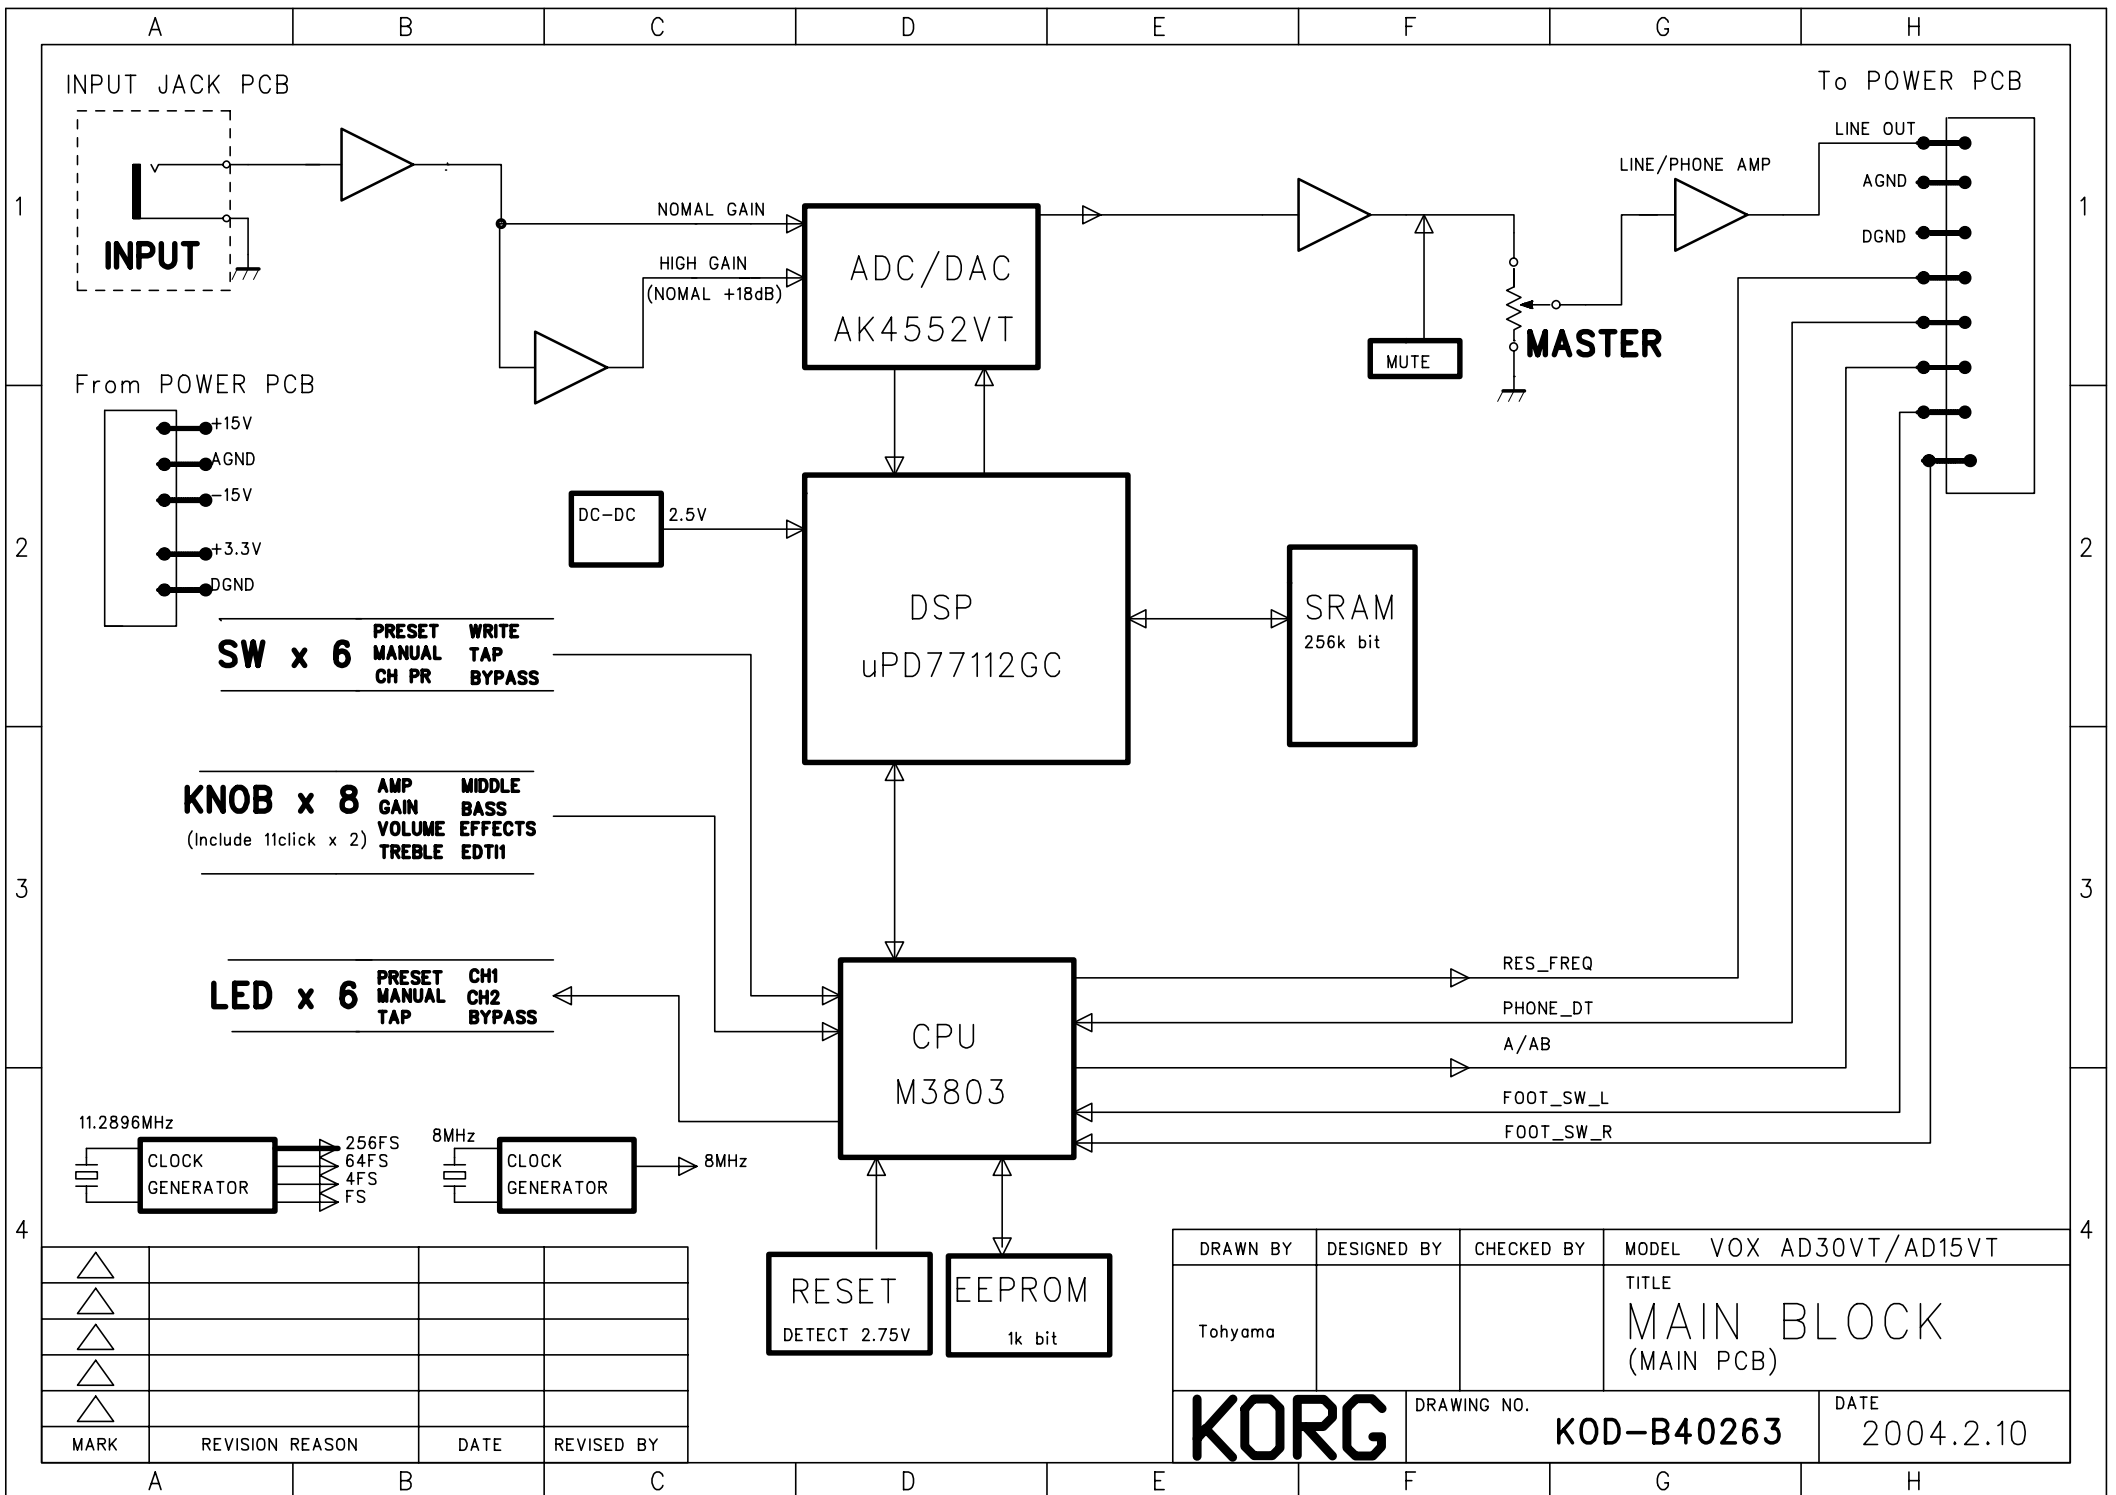 A B C D E F G H
INPUT JACK PCB
To POWER PCB
LINE OUT
AGND
DGND
LINE/PHONE AMP
1
1
INPUT
NOMAL GAIN
HIGH GAIN
(NOMAL +18dB)
ADC/DAC
AK4552VT
MUTE
MASTER
From POWER PCB
+15V
AGND
-15V
+3.3V
DGND
2
2
DC-DC
2.5V
DSP
uPD77112GC
SRAM
256k bit
SW x 6
PRESET WRITE
MANUAL TAP
CH PR BYPASS
KNOB x 8
(Include 11click x 2)
AMP MIDDLE
GAIN BASS
VOLUME EFFECTS
TREBLE EDTI1
3
3
LED x 6
PRESET CH1
MANUAL CH2
TAP BYPASS
CPU
M3803
RES_FREQ
PHONE_DT
A/AB
FOOT_SW_L
FOOT_SW_R
11.2896MHz
CLOCK
GENERATOR
256FS
64FS
4FS
FS
8MHz
CLOCK
GENERATOR
8MHz
4
4
RESET
DETECT 2.75V
EEPROM
1k bit
MARK REVISION REASON DATE REVISED BY
DRAWN BY DESIGNED BY CHECKED BY MODEL VOX AD30VT/AD15VT
Tohyama
TITLE
MAIN BLOCK
(MAIN PCB)
KORG
DRAWING NO.
KOD-B40263
DATE
2004.2.10
A B C D E F G H